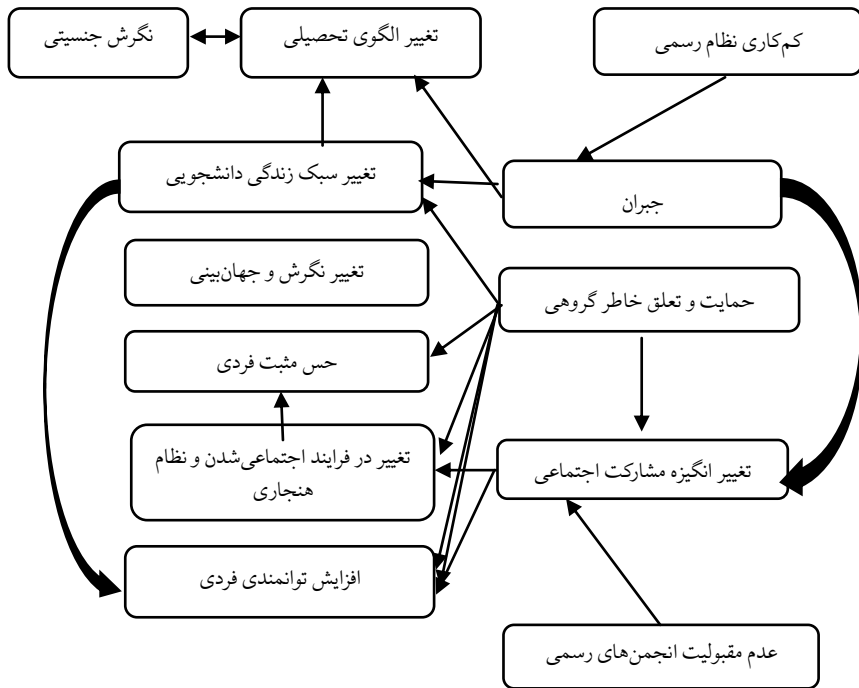 کم‌کاری نظام رسمی
تغییر الگوی تحصیلی
نگرش جنسیتی
جبران
تغییر سبک زندگی دانشجویی
حمایت و تعلق خاطر گروهی
تغییر نگرش و جهان‌بینی
حس مثبت فردی
تغییر انگیزه مشارکت اجتماعی
تغییر در فرایند اجتماعی‌شدن و نظام
هنجاری
افزایش توانمندی فردی
عدم مقبولیت انجمن‌های رسمی